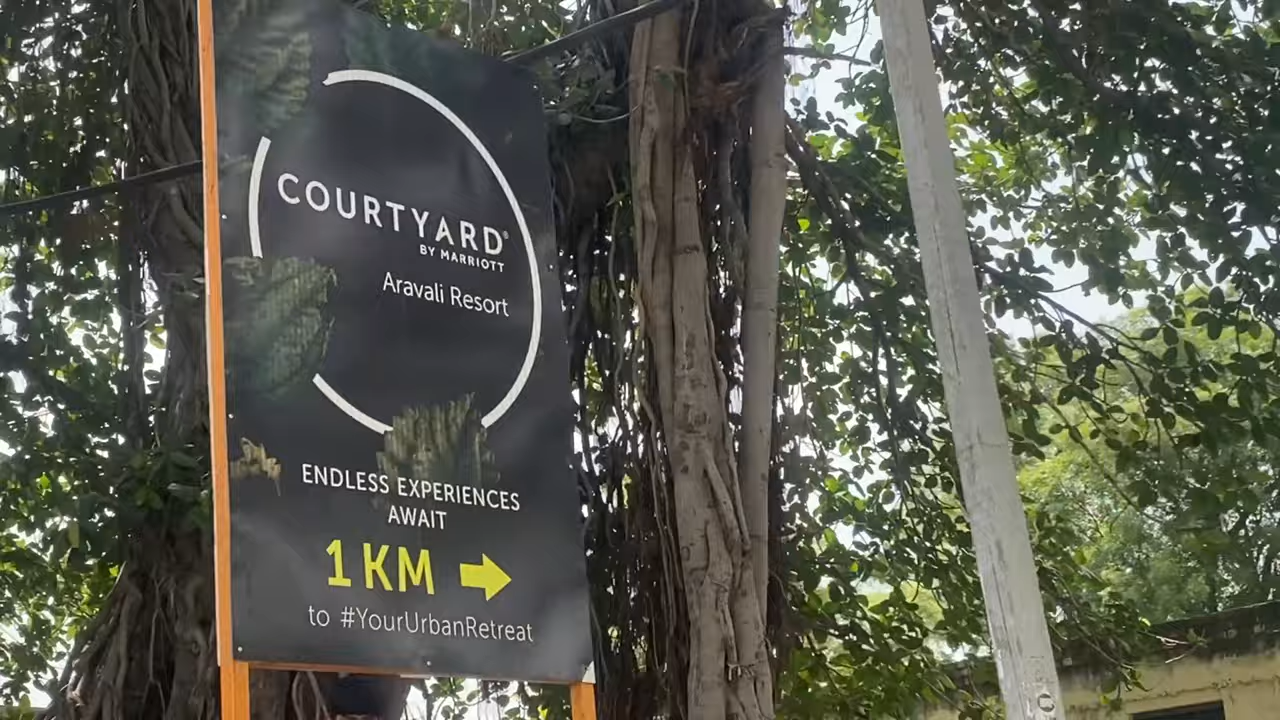 COURTYARD®
BY MARRIOTT
Aravali Resort
ENDLESS EXPERIENCES
AWAIT
1 KM
to #YourUrbanRetreat